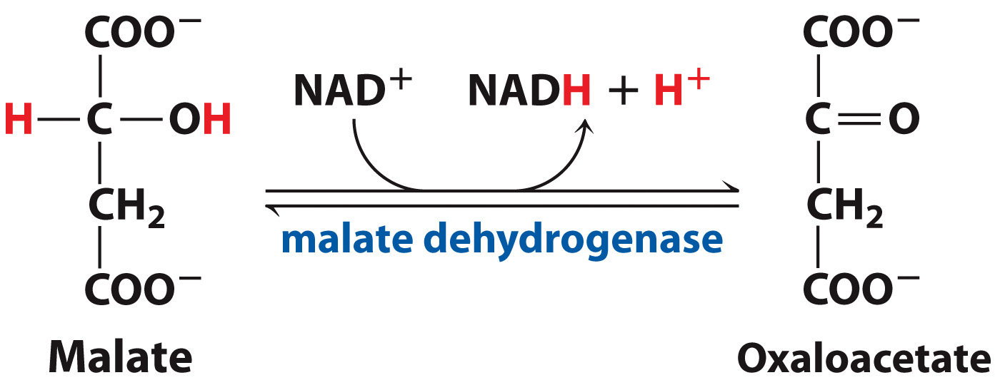 COO⁻ COO⁻
NAD⁺ NADH + H⁺
H—C—OH C=O
CH₂ CH₂
malate dehydrogenase
COO⁻ COO⁻
Malate Oxaloacetate